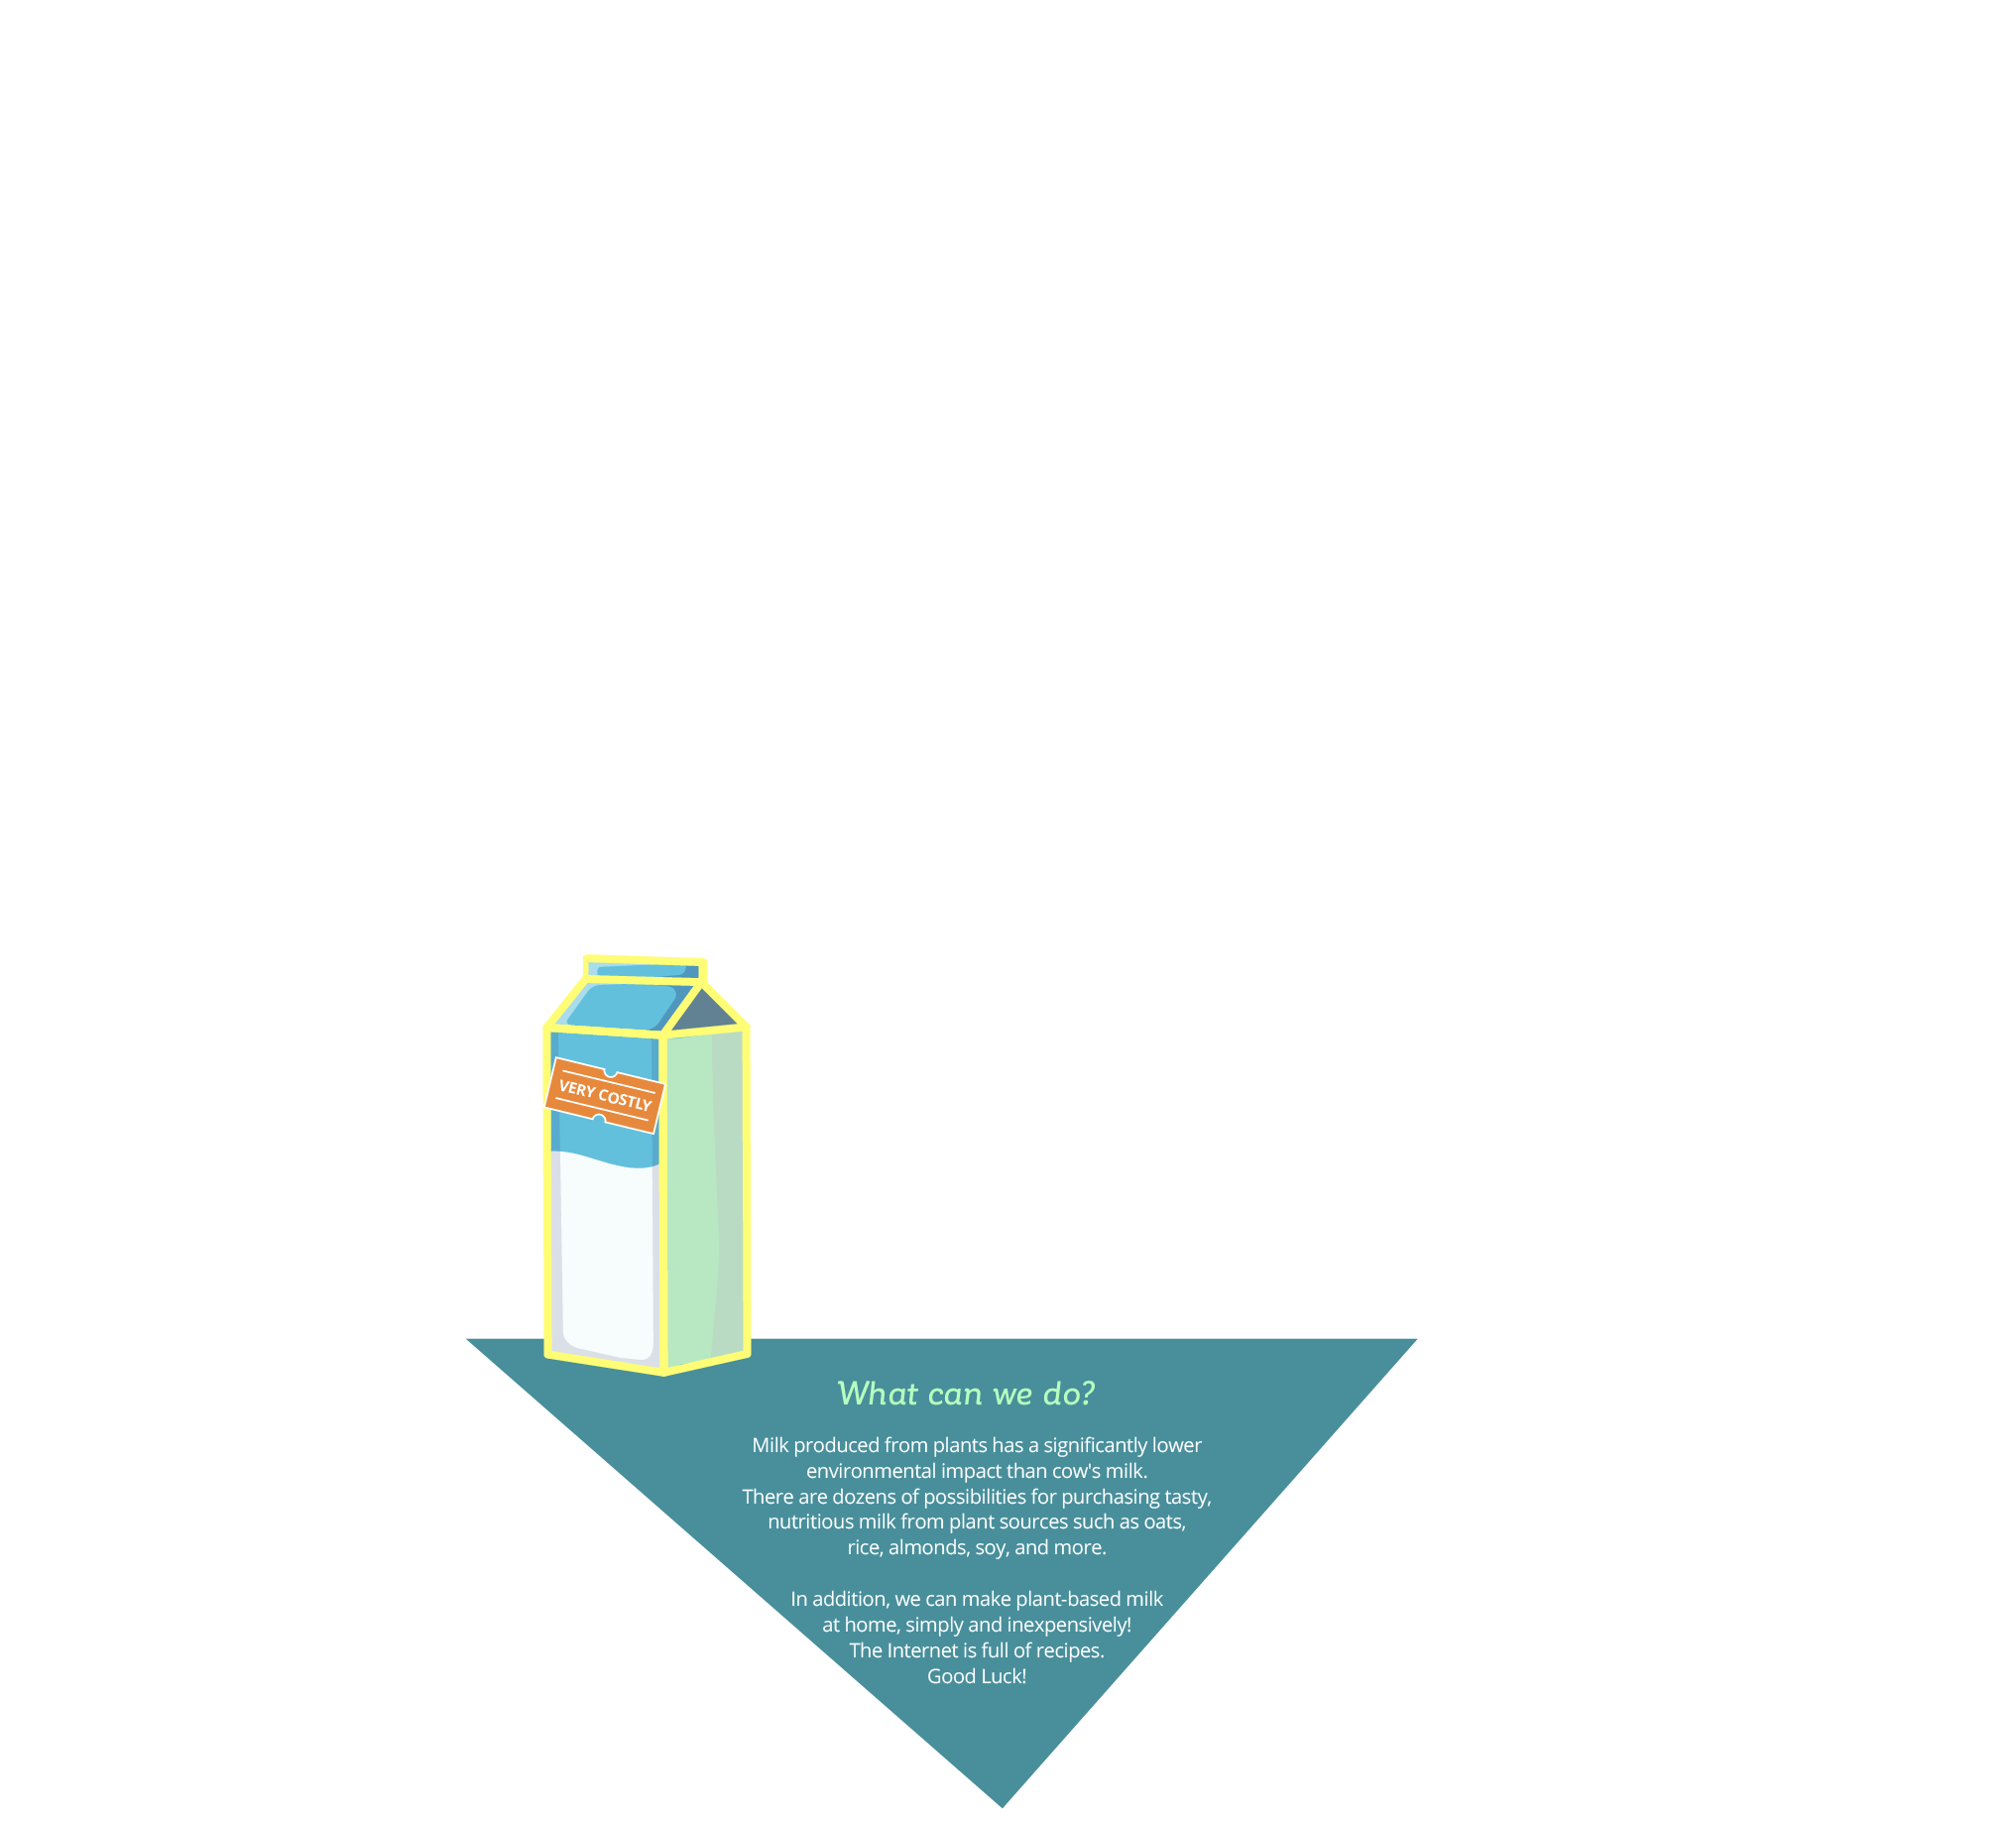 VERY COSTLY
What can we do?
Milk produced from plants has a significantly lower
environmental impact than cow's milk.
There are dozens of possibilities for purchasing tasty,
nutritious milk from plant sources such as oats,
rice, almonds, soy, and more.
In addition, we can make plant-based milk
at home, simply and inexpensively!
The Internet is full of recipes.
Good Luck!